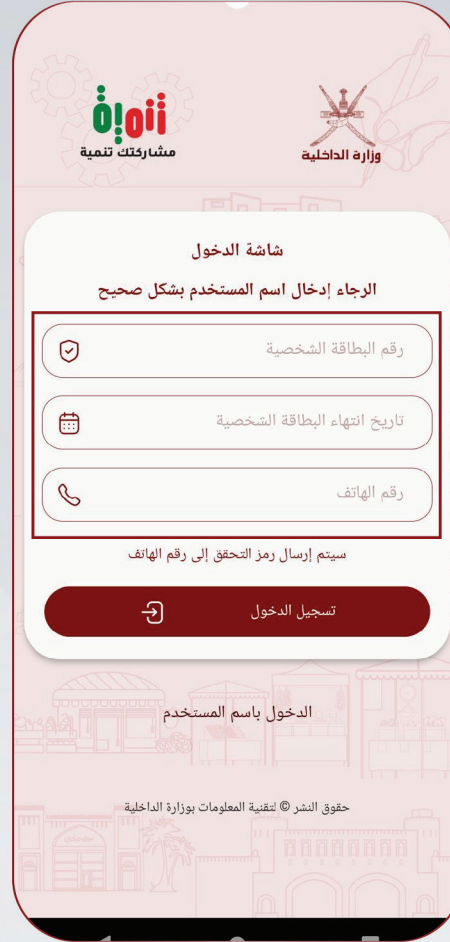 وزارة الداخلية
مشاركتك تنمية
شاشة الدخول
الرجاء إدخال اسم المستخدم بشكل صحيح
رقم البطاقة الشخصية
تاريخ انتهاء البطاقة الشخصية
رقم الهاتف
سيتم إرسال رمز التحقق إلى رقم الهاتف
تسجيل الدخول
الدخول باسم المستخدم
حقوق النشر © لتقنية المعلومات بوزارة الداخلية